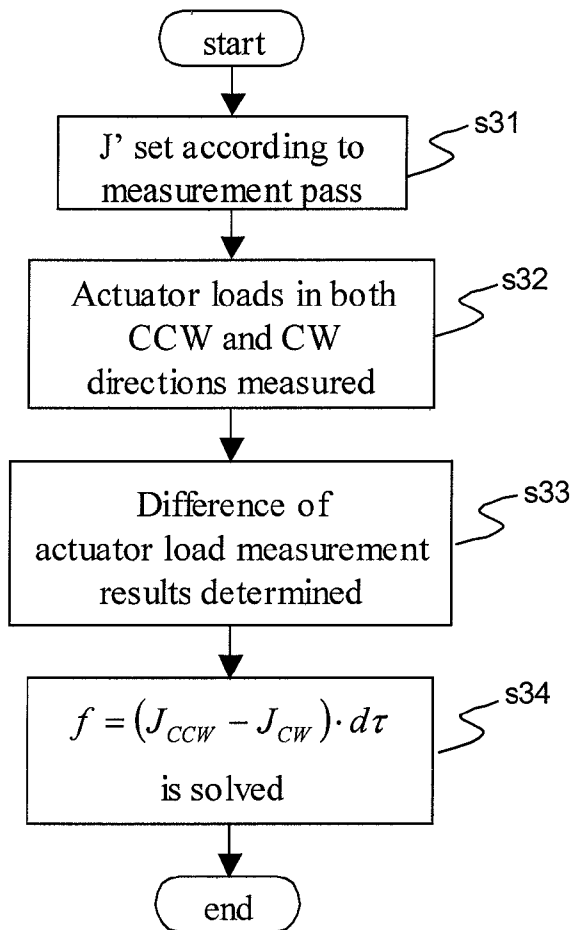 start
J’ set according to
measurement pass
s31
Actuator loads in both
CCW and CW
directions measured
s32
Difference of
actuator load measurement
results determined
s33
f = (J_CCW − J_CW) · dτ
is solved
s34
end